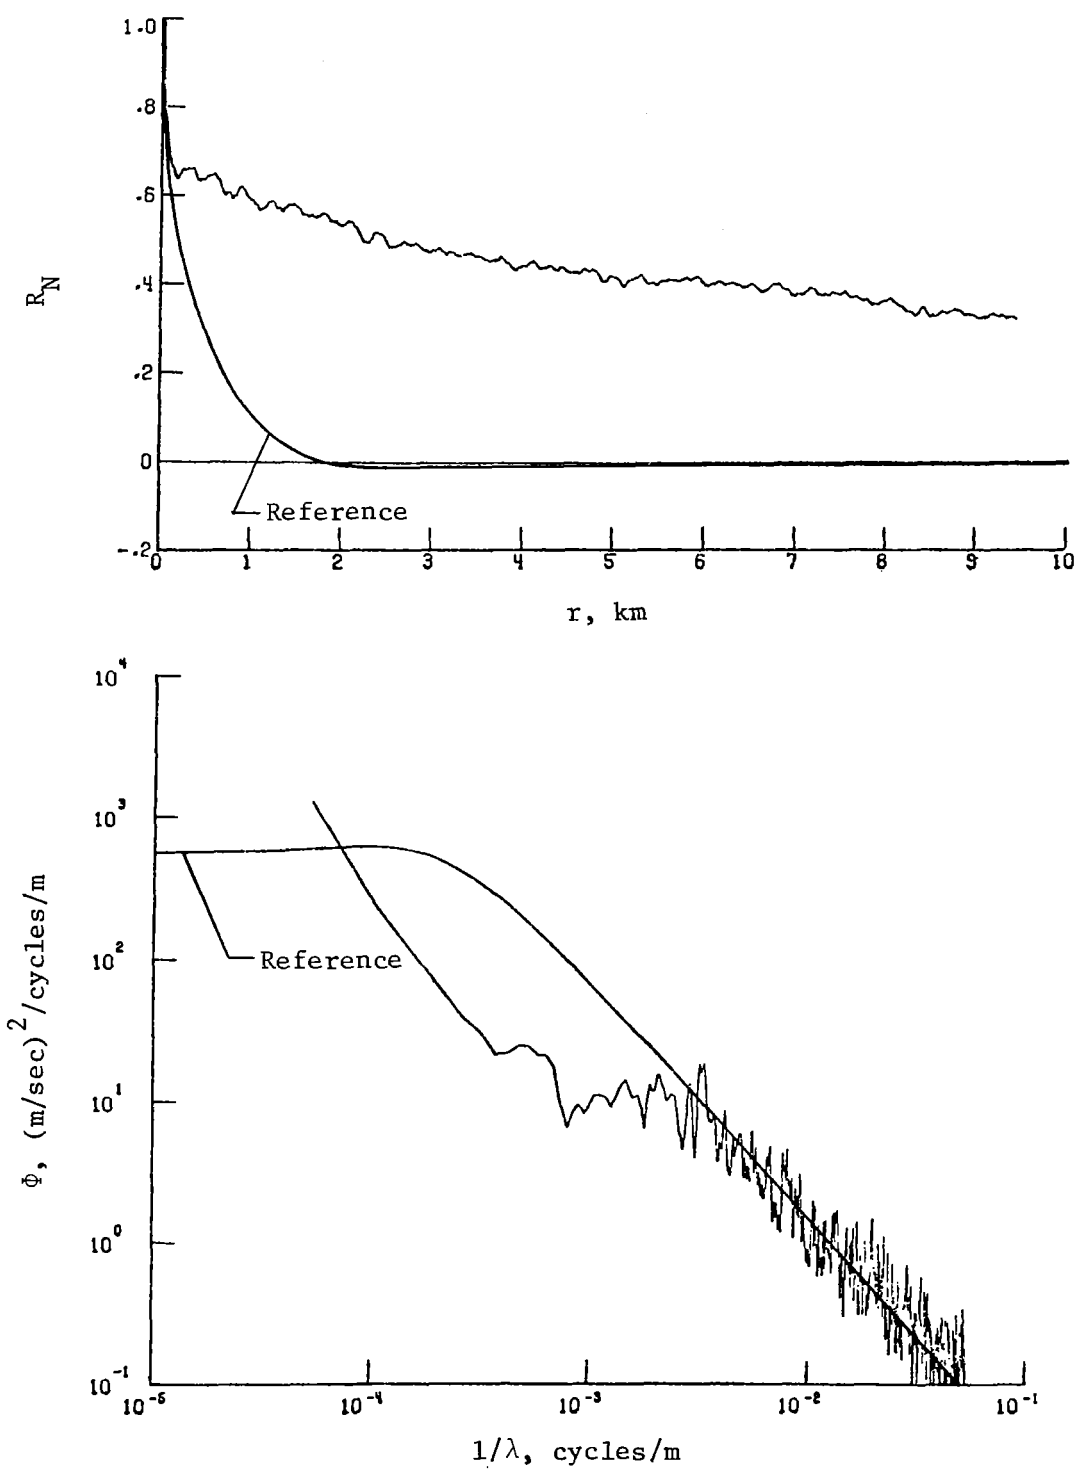 1.0
.8
.6
.4
.2
0
-.2
R_N
Reference
0 1 2 3 4 5 6 7 8 9 10
r, km
10^4
10^3
10^2
10^1
10^0
10^-1
Φ, (m/sec)^2/cycles/m
Reference
10^-5 10^-4 10^-3 10^-2 10^-1
1/λ, cycles/m